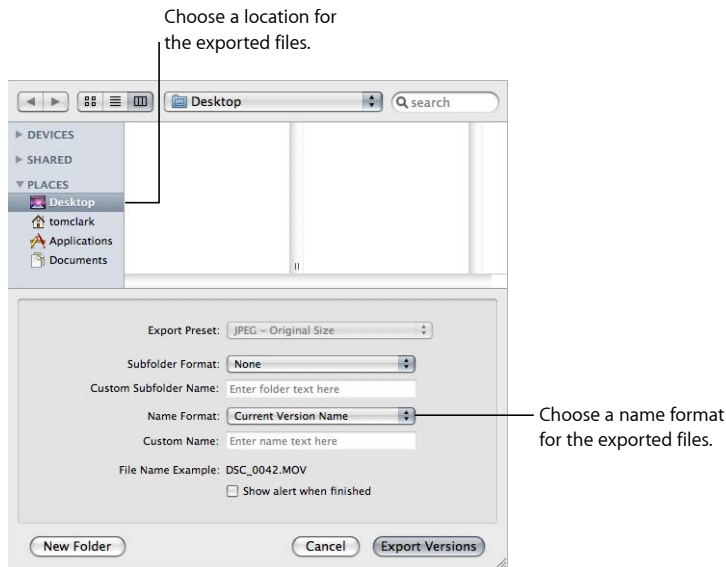 Choose a location for
the exported files.
Desktop
search
DEVICES
SHARED
PLACES
Desktop
tomclark
Applications
Documents
Export Preset: JPEG – Original Size
Subfolder Format: None
Custom Subfolder Name: Enter folder text here
Name Format: Current Version Name
Choose a name format
for the exported files.
Custom Name: Enter name text here
File Name Example: DSC_0042.MOV
Show alert when finished
New Folder Cancel Export Versions